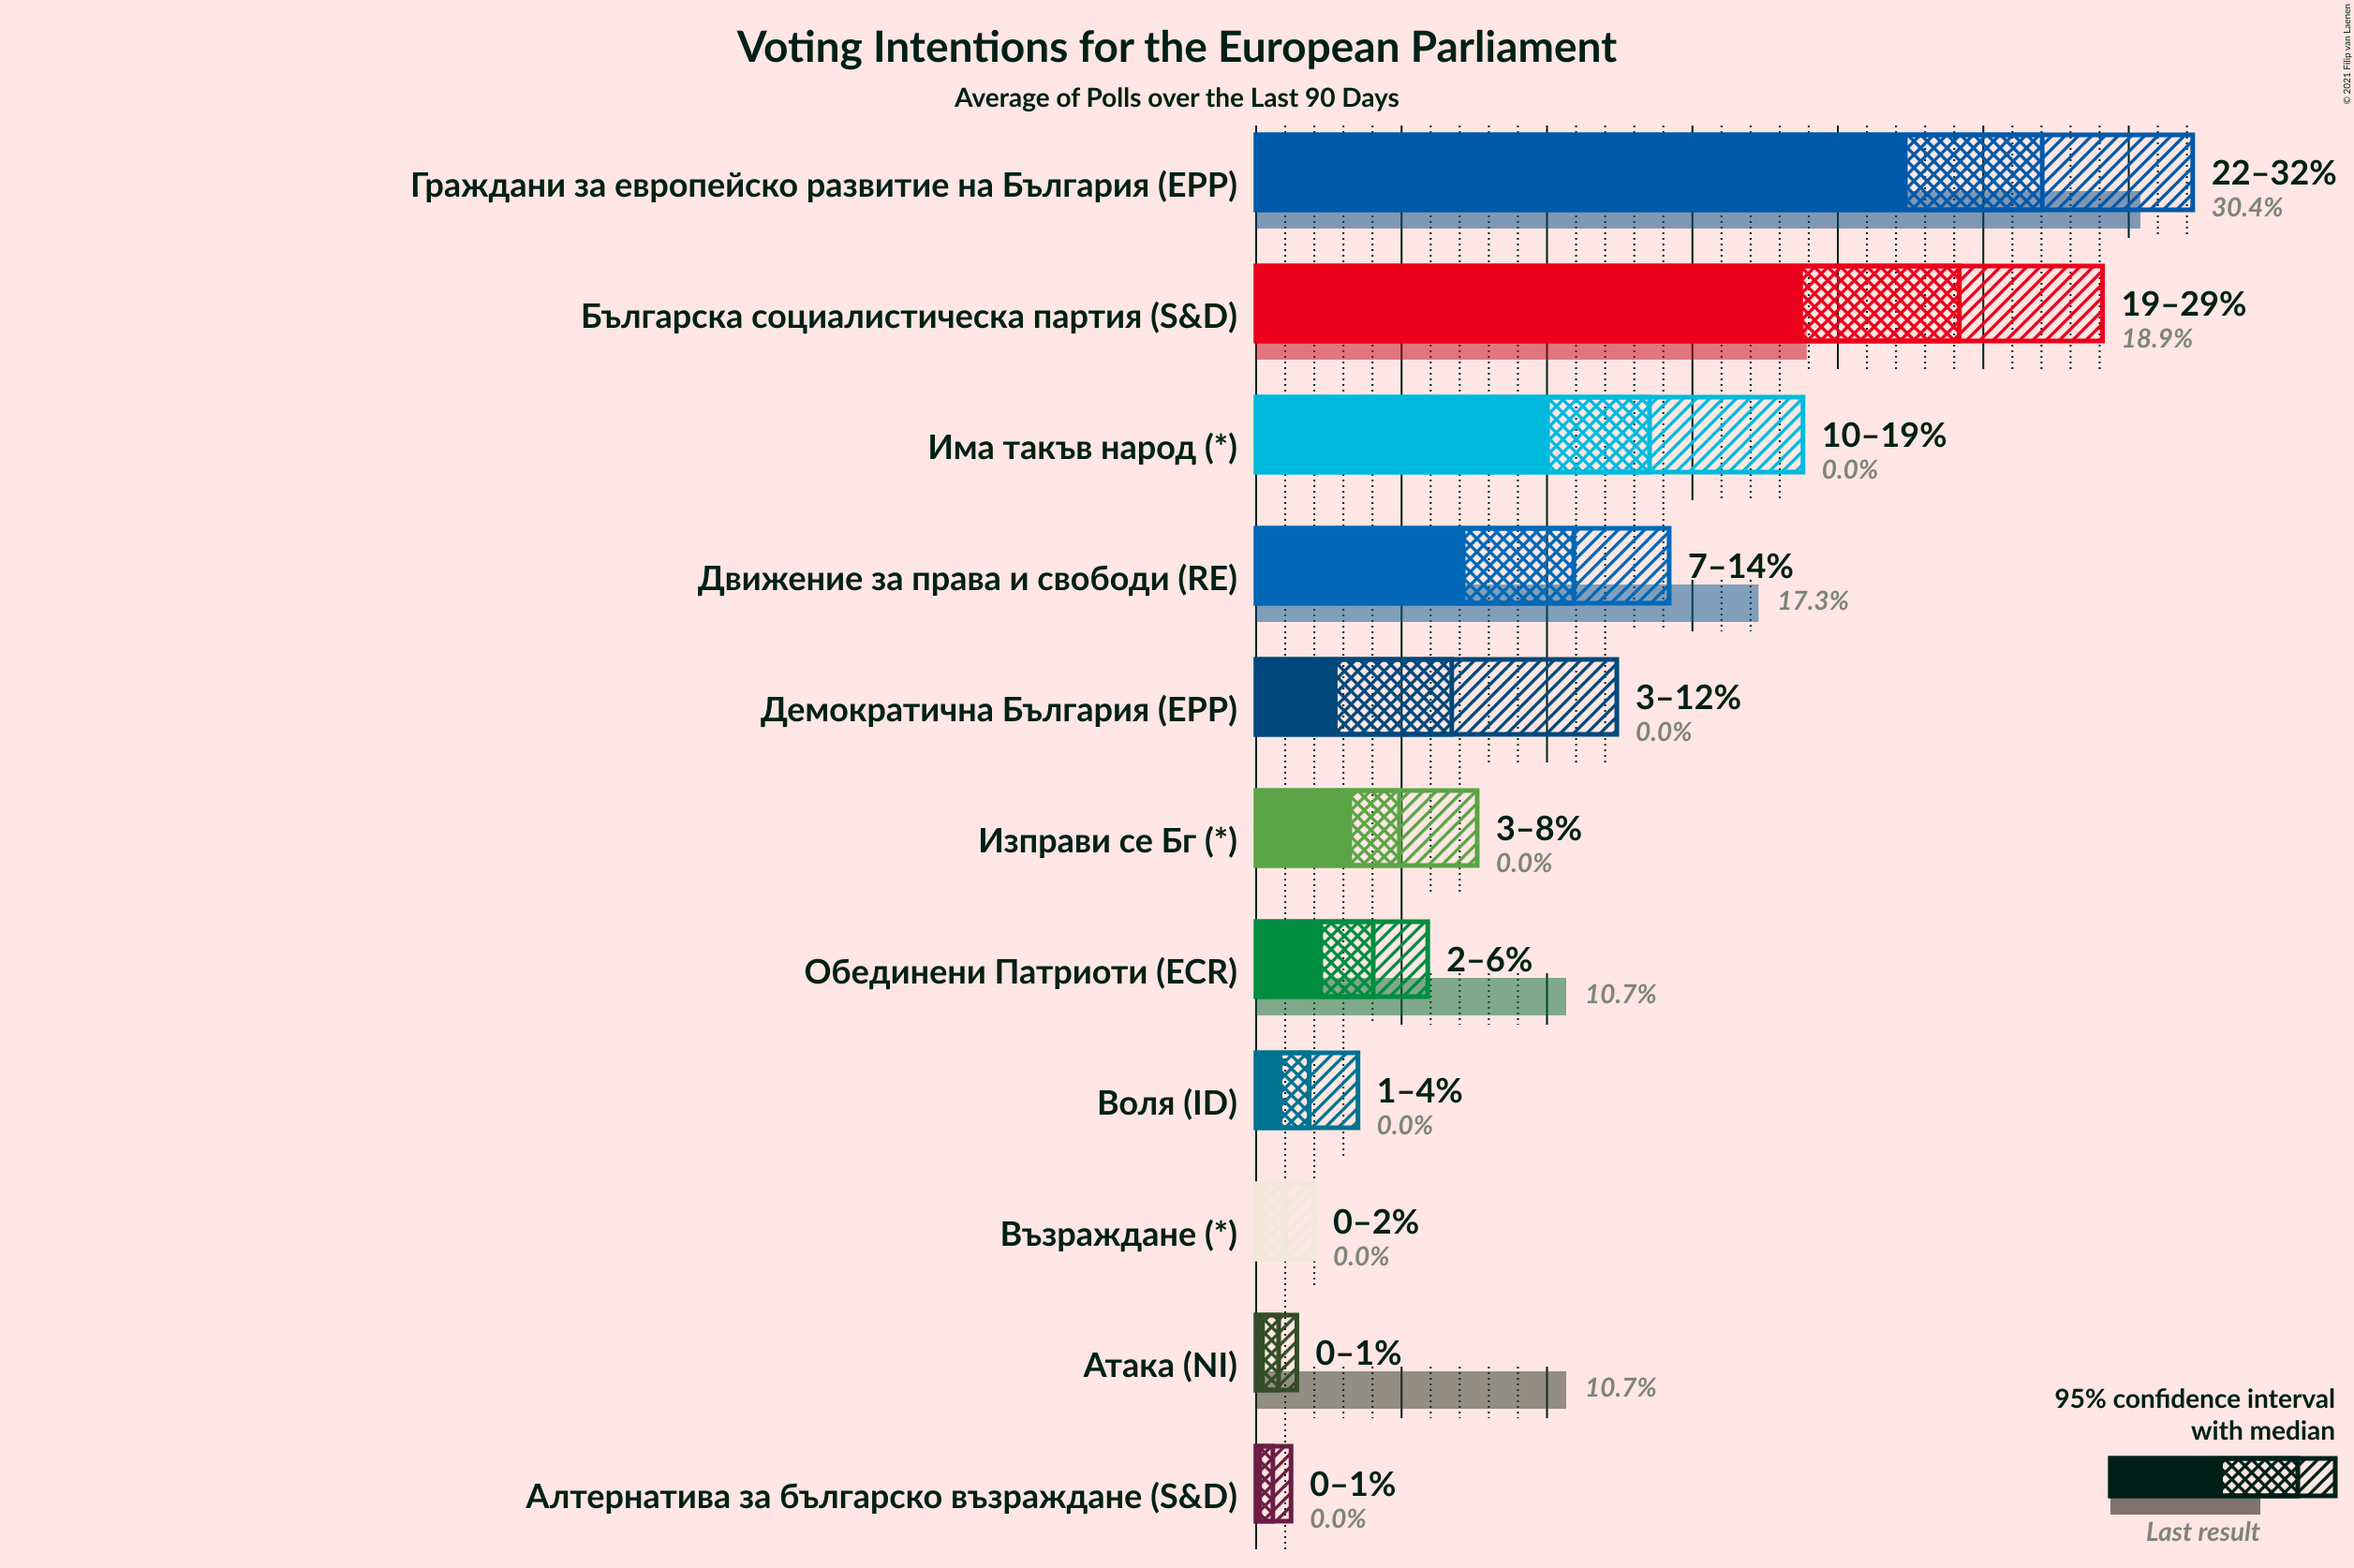 Voting Intentions for the European Parliament
Average of Polls over the Last 90 Days
© 2021 Filip van Laenen
Граждани за европейско развитие на България (EPP)
22–32%
30.4%
Българска социалистическа партия (S&D)
19–29%
18.9%
Има такъв народ (*)
10–19%
0.0%
Движение за права и свободи (RE)
7–14%
17.3%
Демократична България (EPP)
3–12%
0.0%
Изправи се Бг (*)
3–8%
0.0%
Обединени Патриоти (ECR)
2–6%
10.7%
Воля (ID)
1–4%
0.0%
Възраждане (*)
0–2%
0.0%
Атака (NI)
0–1%
10.7%
Алтернатива за българско възраждане (S&D)
0–1%
0.0%
95% confidence interval
with median
Last result